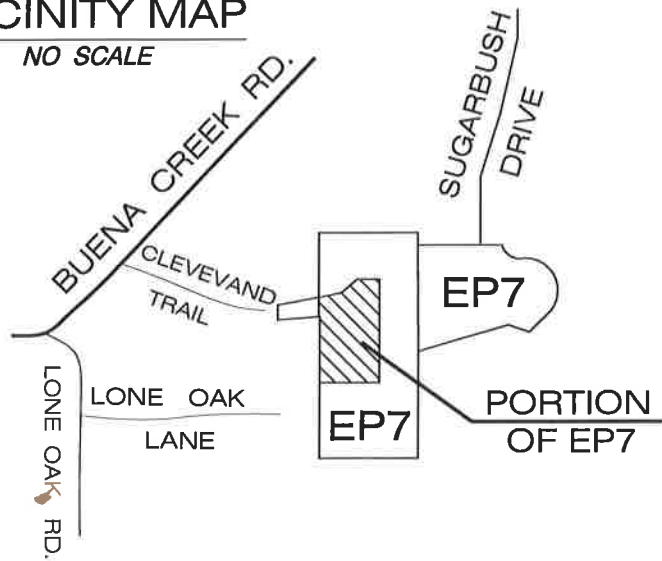 CINITY MAP
NO SCALE
BUENA CREEK RD.
SUGARBUSH
DRIVE
CLEVEVAND
TRAIL
EP7
LONE OAK
LANE
EP7
PORTION
OF EP7
LONE OAK RD.